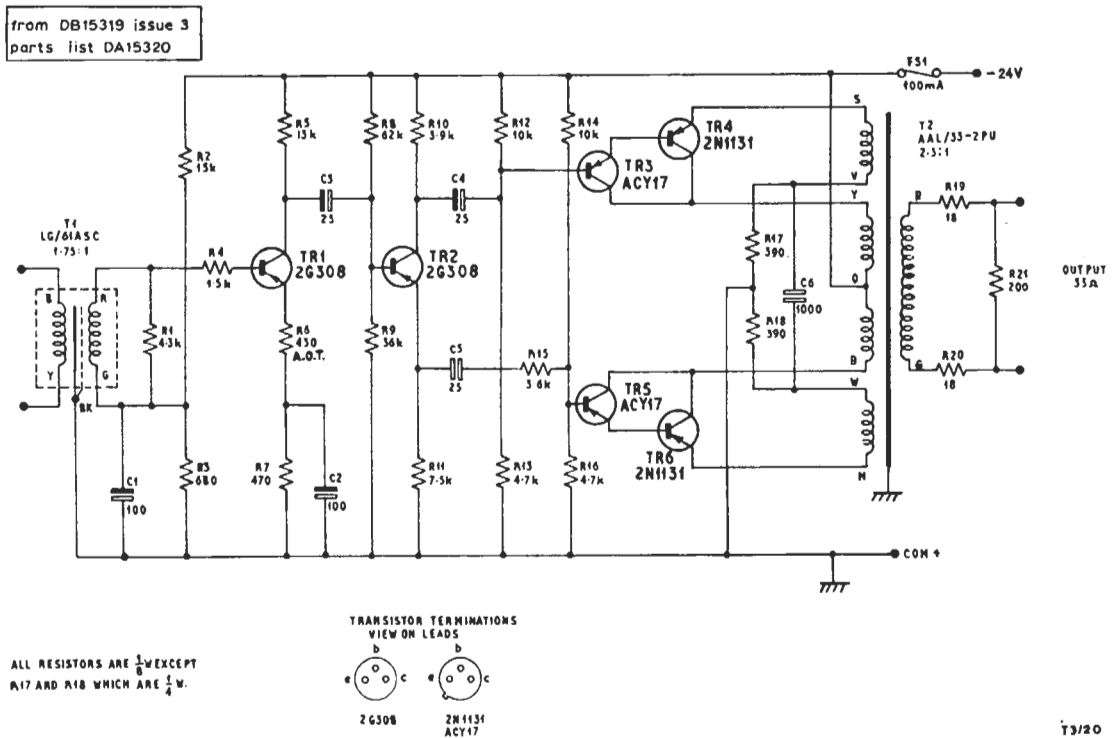 from DB15319 issue 3
parts list DA15320
FS1
100mA
-24V
R5
13k
R8
62k
R10
3·9k
R12
10k
R14
10k
S
TR4
2N1131
T2
AAL/33-2PU
2·5:1
R2
15k
TR3
ACY17
C3
25
C4
25
V
Y
R
R19
18
T1
LG/61ASC
1·75:1
R4
1·5k
TR1
2G308
TR2
2G308
R17
390
C6
1000
O
R21
200
OUTPUT
33Ω
B
R
R1
4·3k
R6
430
A.O.T.
R9
36k
R18
390
C5
25
R15
3·6k
Y
G
BK
TR5
ACY17
B
W
G
R20
18
TR6
2N1131
C1
100
R3
680
R7
470
C2
100
R11
7·5k
R13
4·7k
R16
4·7k
N
COM +
TRANSISTOR TERMINATIONS
VIEW ON LEADS
b
e
c
b
e
c
2G308
2N1131
ACY17
ALL RESISTORS ARE 1/8 W EXCEPT
R17 AND R18 WHICH ARE 1/4 W.
T3/20